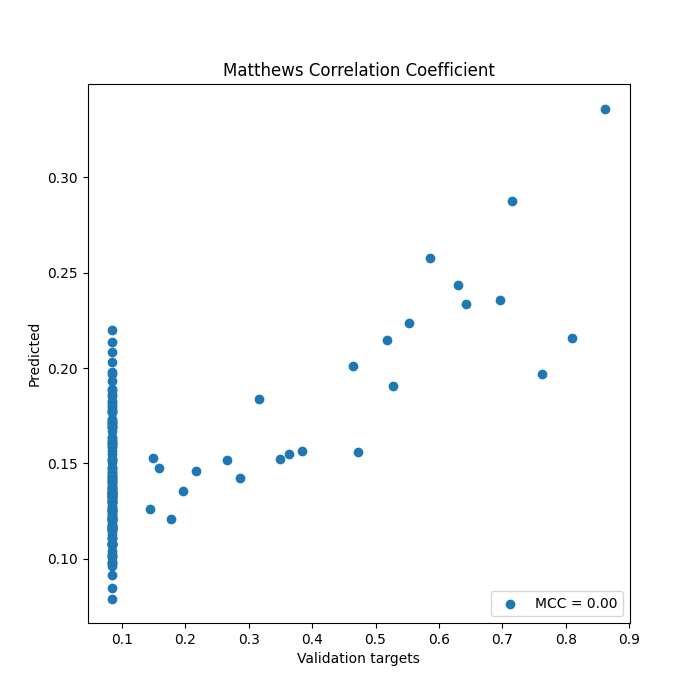 Matthews Correlation Coefficient
0.30
0.25
0.20
0.15
0.10
Predicted
MCC = 0.00
0.1 0.2 0.3 0.4 0.5 0.6 0.7 0.8 0.9
Validation targets